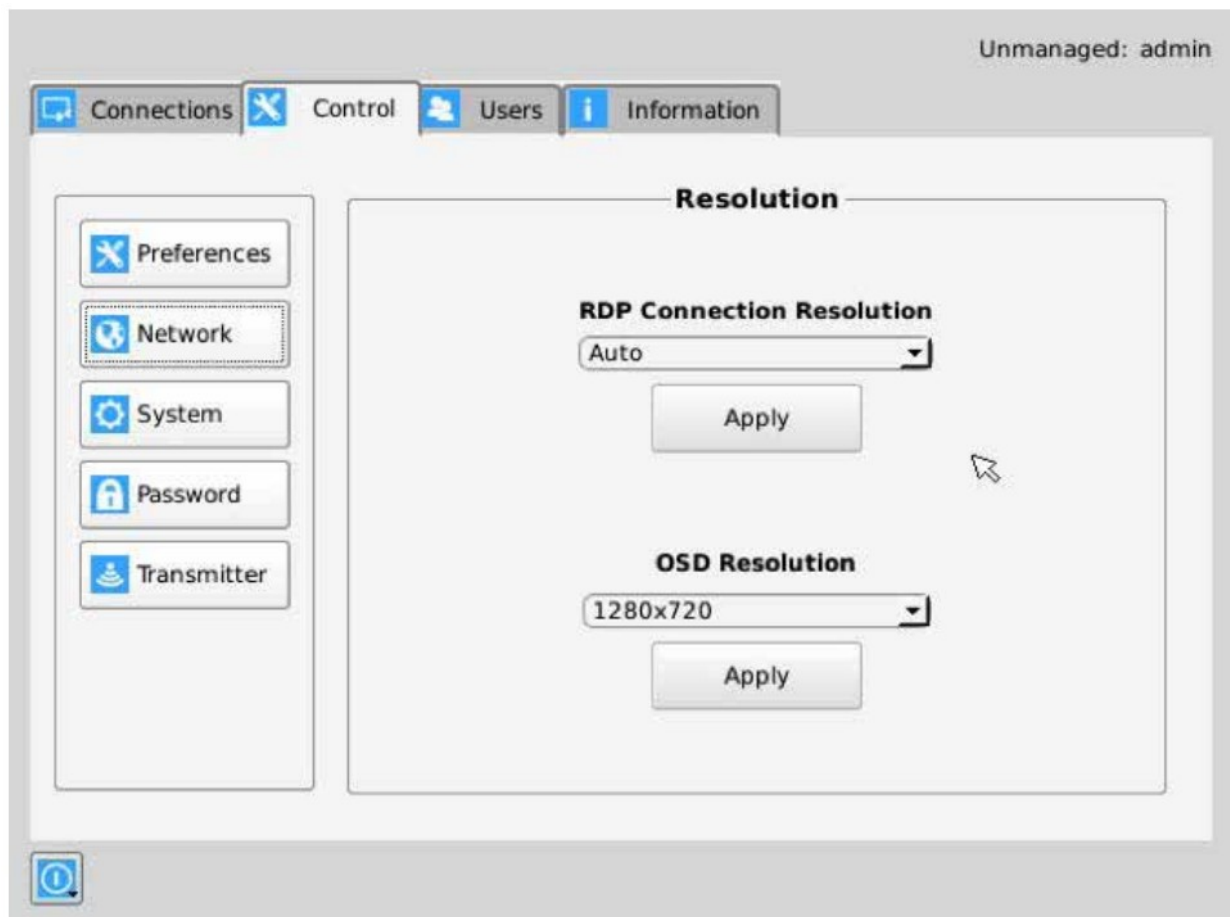 Unmanaged: admin
Connections Control Users Information
Preferences
Network
System
Password
Transmitter
Resolution
RDP Connection Resolution
Auto
Apply
OSD Resolution
1280x720
Apply